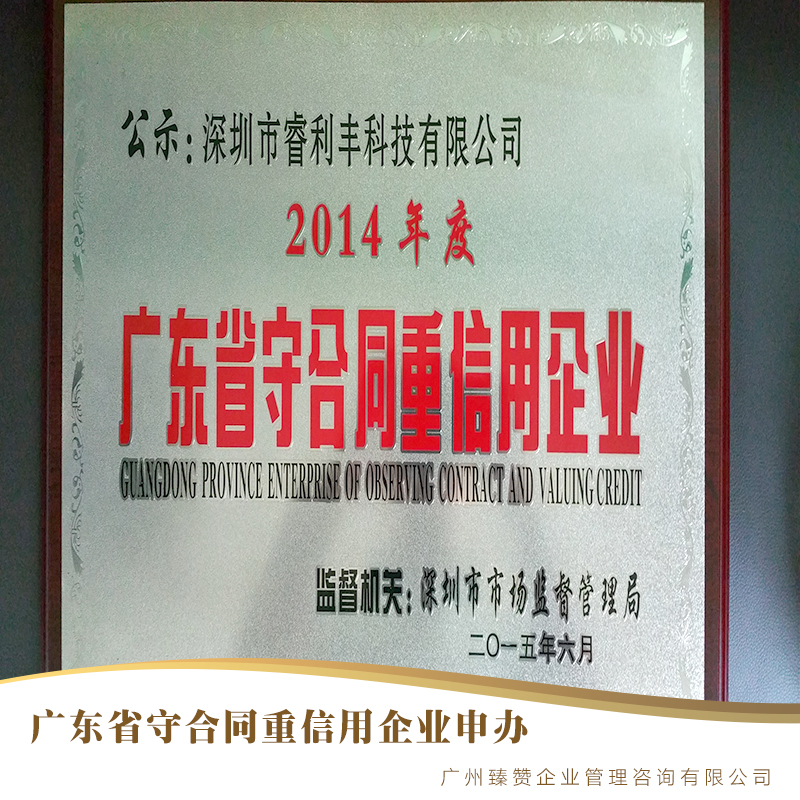 公示:深圳市睿利丰科技有限公司
2014年度
广东省守合同重信用企业
GUANGDONG PROVINCE ENTERPRISE OF OBSERVING CONTRACT AND VALUING CREDIT
监督机关:深圳市市场监督管理局
二〇一五年六月
广东省守合同重信用企业申办
广州臻赞企业管理咨询有限公司